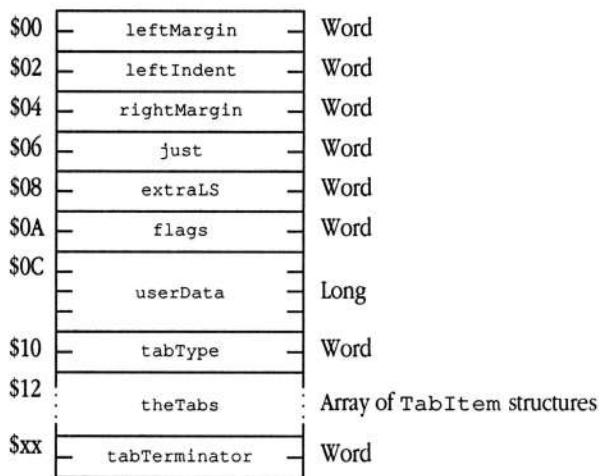 $00 leftMargin Word
$02 leftIndent Word
$04 rightMargin Word
$06 just Word
$08 extraLS Word
$0A flags Word
$0C
userData Long
$10 tabType Word
$12 theTabs Array of TabItem structures
$xx tabTerminator Word